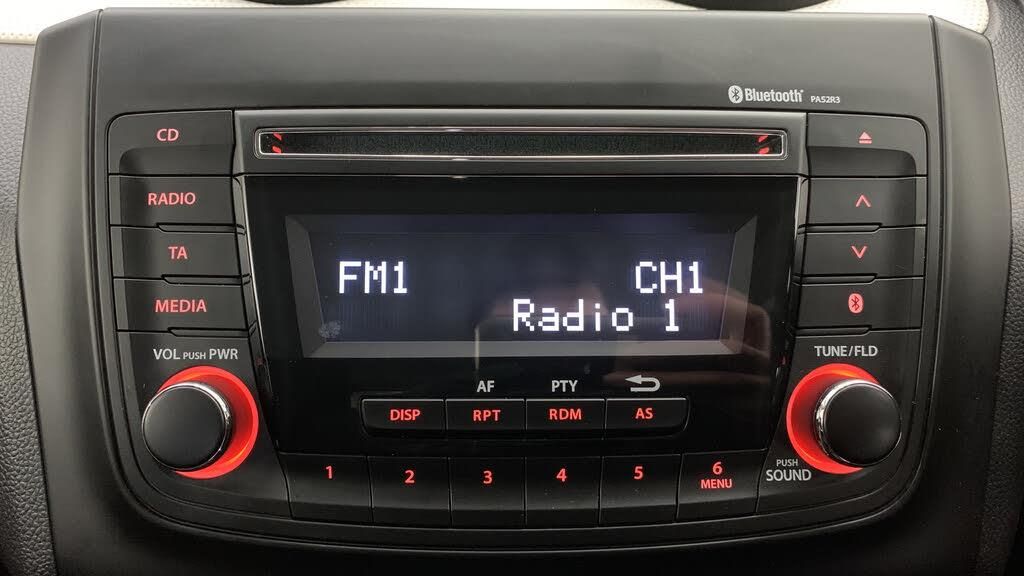 Bluetooth® PA52R3
CD
RADIO
TA
MEDIA
FM1 CH1
Radio 1
VOL PUSH PWR
TUNE/FLD
AF PTY
DISP RPT RDM AS
1 2 3 4 5 6
MENU
PUSH
SOUND